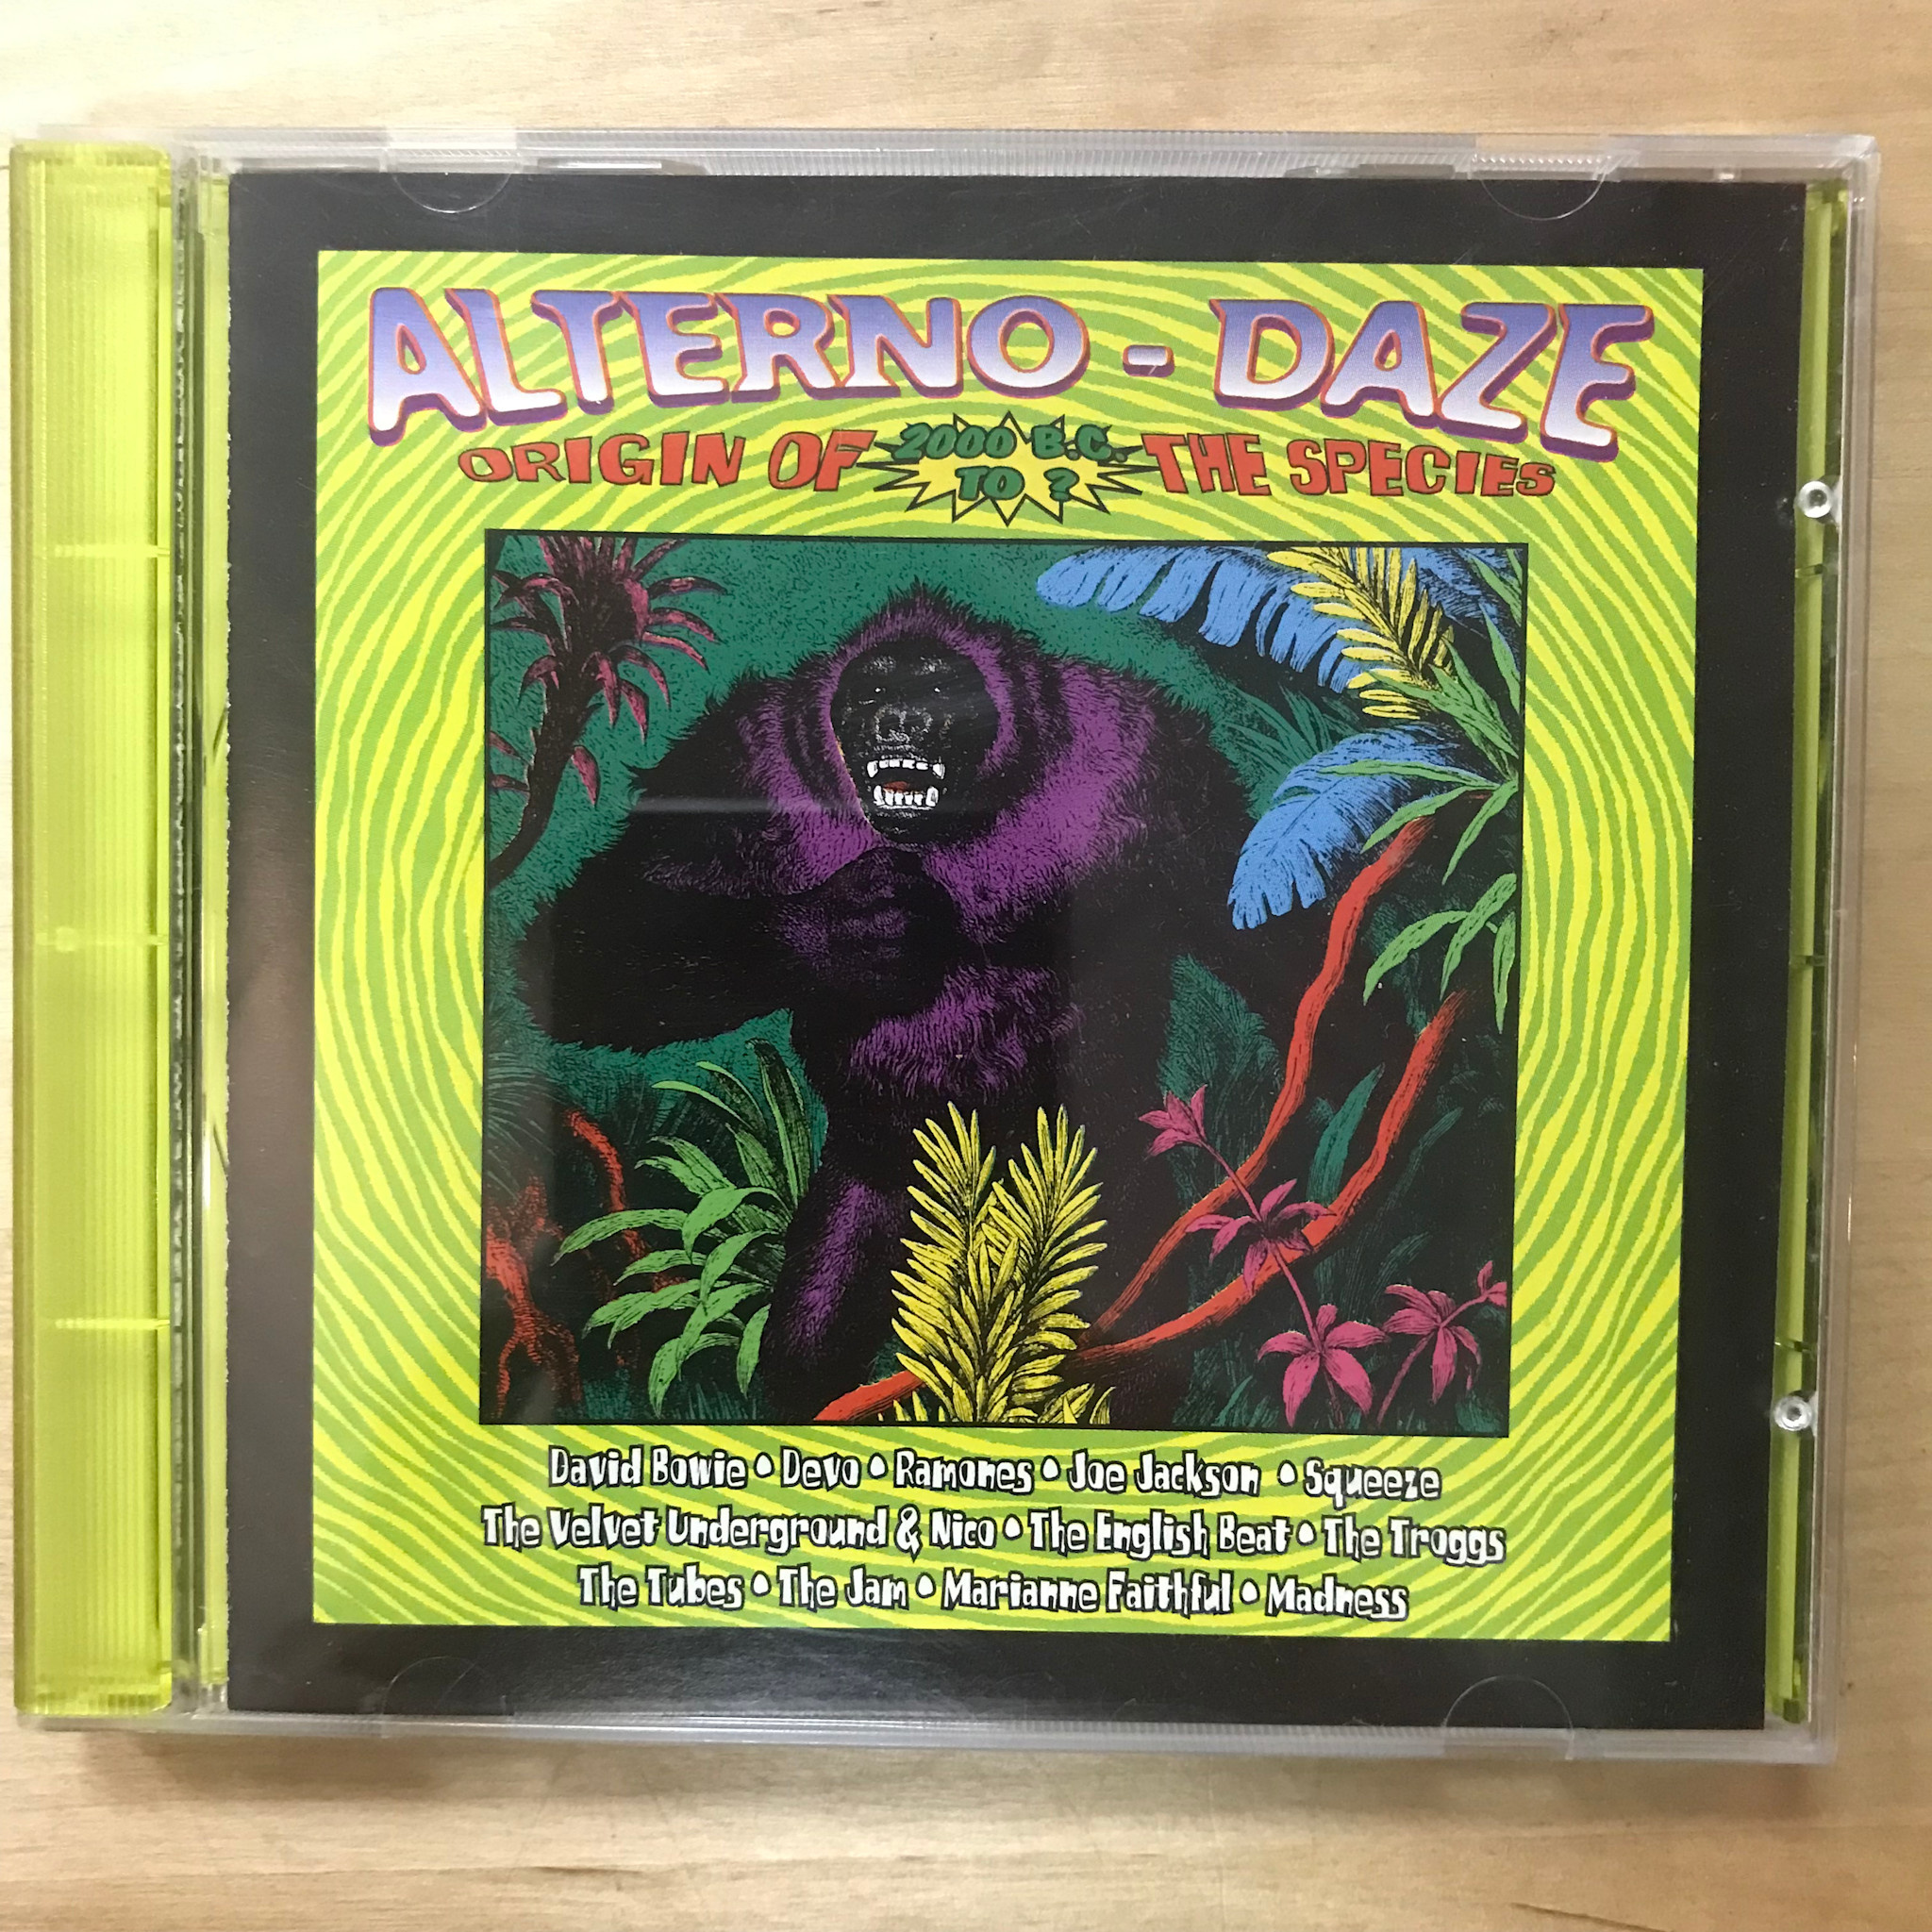 ALTERNO - DAZE
ORIGIN OF 2000 B.C. TO ? THE SPECIES
David Bowie • Devo • Ramones • Joe Jackson • Squeeze
The Velvet Underground & Nico • The English Beat • The Troggs
The Tubes • The Jam • Marianne Faithful • Madness